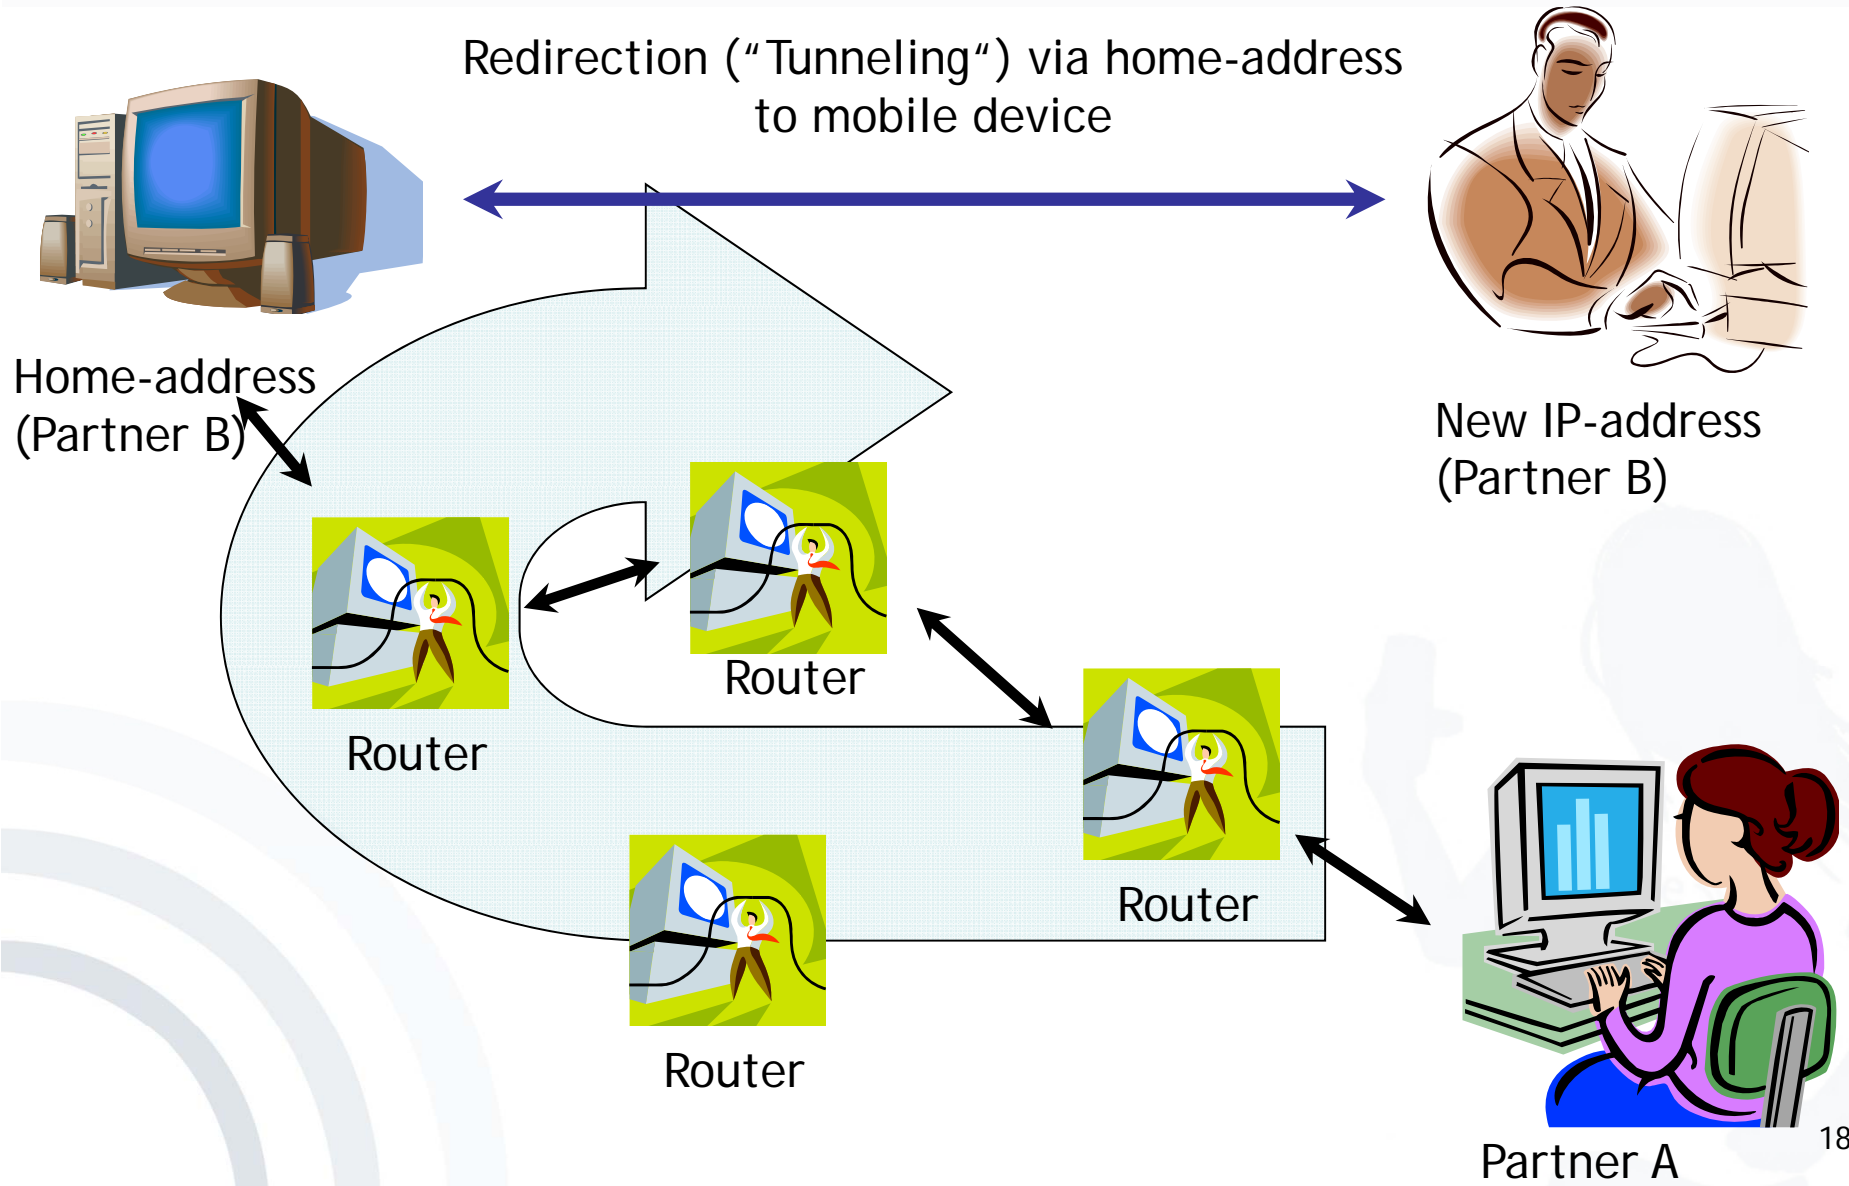 Redirection (“Tunneling“) via home-address
to mobile device
Home-address
(Partner B)
New IP-address
(Partner B)
Router
Router
Router
Router
Partner A
18